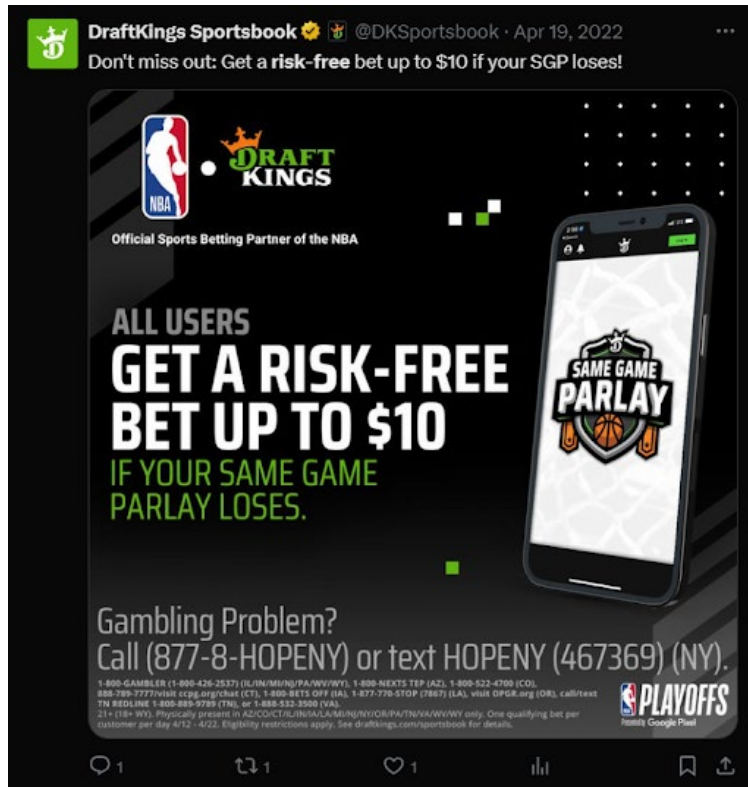 DraftKings Sportsbook @DKSportsbook · Apr 19, 2022
Don't miss out: Get a risk-free bet up to $10 if your SGP loses!
NBA
DRAFT
KINGS
Official Sports Betting Partner of the NBA
ALL USERS
GET A RISK-FREE
BET UP TO $10
IF YOUR SAME GAME
PARLAY LOSES.
SAME GAME
PARLAY
Gambling Problem?
Call (877-8-HOPENY) or text HOPENY (467369) (NY).
1-800-GAMBLER (1-800-426-2537) (IL/IN/MI/NJ/PA/WV/WY), 1-800-NEXTS TEP (AZ), 1-800-522-4700 (CO),
888-789-7777/visit ccpg.org/chat (CT), 1-800-BETS OFF (IA), 1-877-770-STOP (7867) (LA), visit OPGR.org (OR), call/text
TN REDLINE 1-800-889-9789 (TN), or 1-888-532-3500 (VA).
21+ (18+ WY). Physically present in AZ/CO/CT/IL/IN/IA/LA/MI/NJ/NY/OR/PA/TN/VA/WV/WY only. One qualifying bet per
customer per day 4/12 - 4/22. Eligibility restrictions apply. See draftkings.com/sportsbook for details.
PLAYOFFS
Presented by Google Pixel
1 1 1